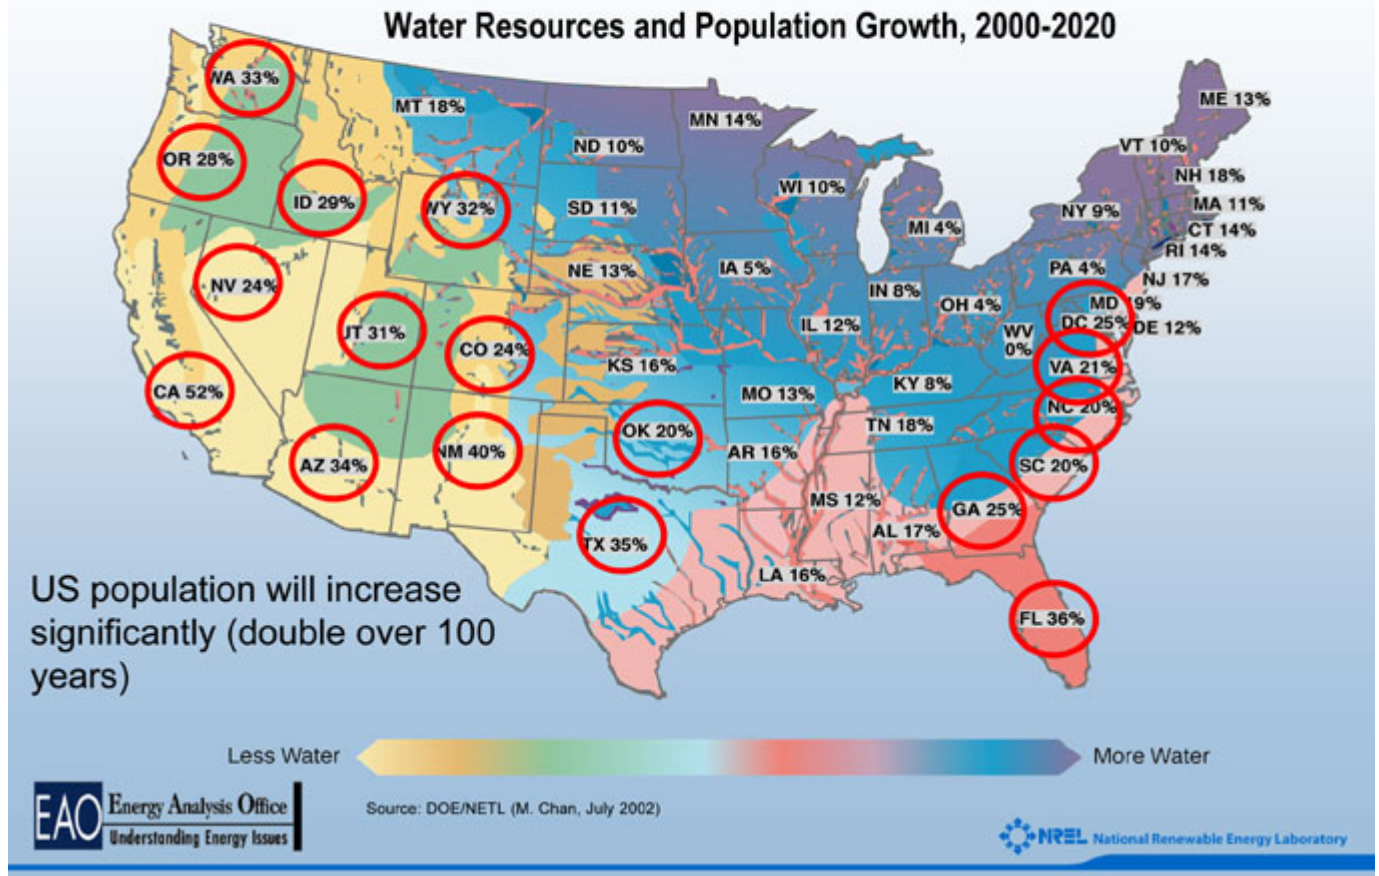 Water Resources and Population Growth, 2000-2020
WA 33%
MT 18%
ME 13%
MN 14%
ND 10%
VT 10%
OR 28%
NH 18%
WI 10%
ID 29%
WY 32%
SD 11%
NY 9%
MA 11%
MI 4%
CT 14%
RI 14%
NE 13%
IA 5%
PA 4%
NJ 17%
NV 24%
IN 8%
OH 4%
MD 19%
UT 31%
IL 12%
WV
0%
DC 25%
DE 12%
CO 24%
KS 16%
VA 21%
CA 52%
MO 13%
KY 8%
NC 20%
OK 20%
TN 18%
NM 40%
AZ 34%
AR 16%
SC 20%
MS 12%
GA 25%
AL 17%
TX 35%
LA 16%
FL 36%
US population will increase
significantly (double over 100
years)
Less Water
More Water
EAO
Energy Analysis Office
Understanding Energy Issues
Source: DOE/NETL (M. Chan, July 2002)
NREL National Renewable Energy Laboratory